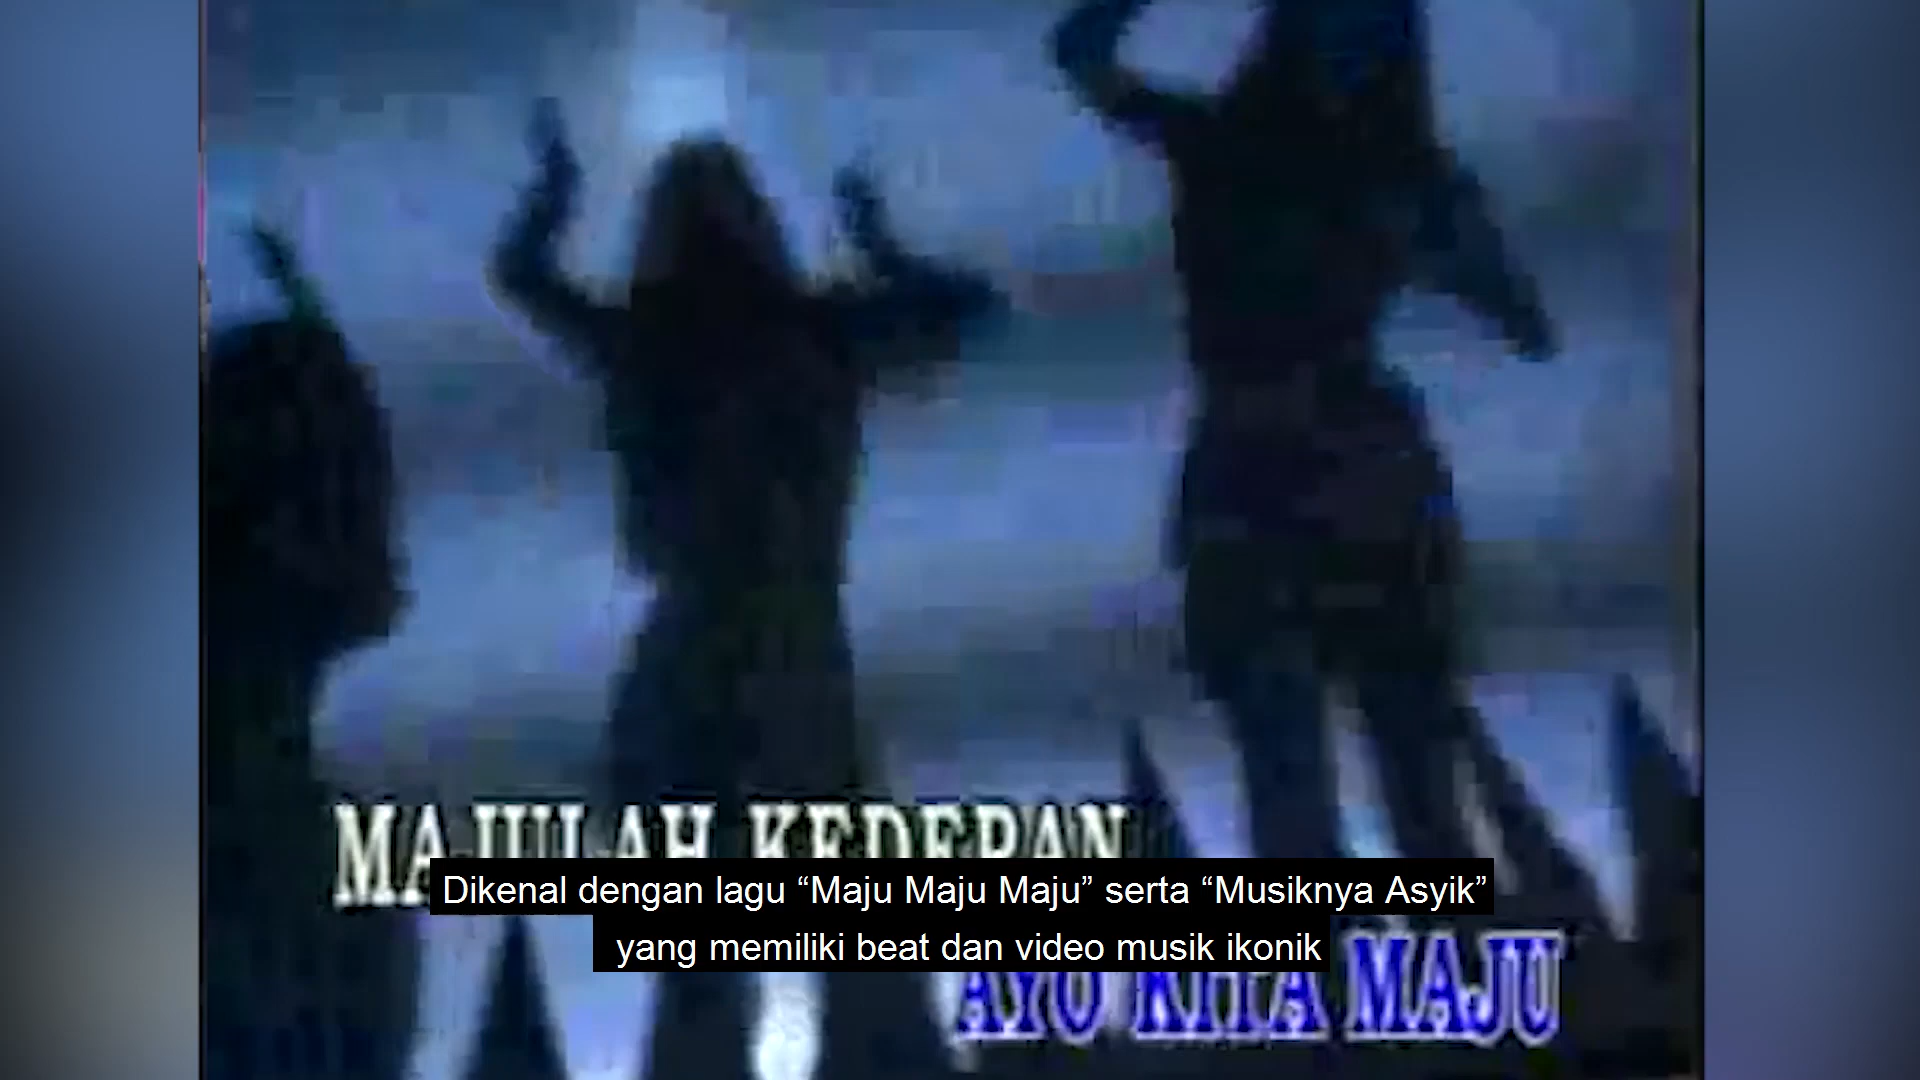 MAJULAH KEDEPAN
Dikenal dengan lagu “Maju Maju Maju” serta “Musiknya Asyik”
yang memiliki beat dan video musik ikonik
AYO KITA MAJU